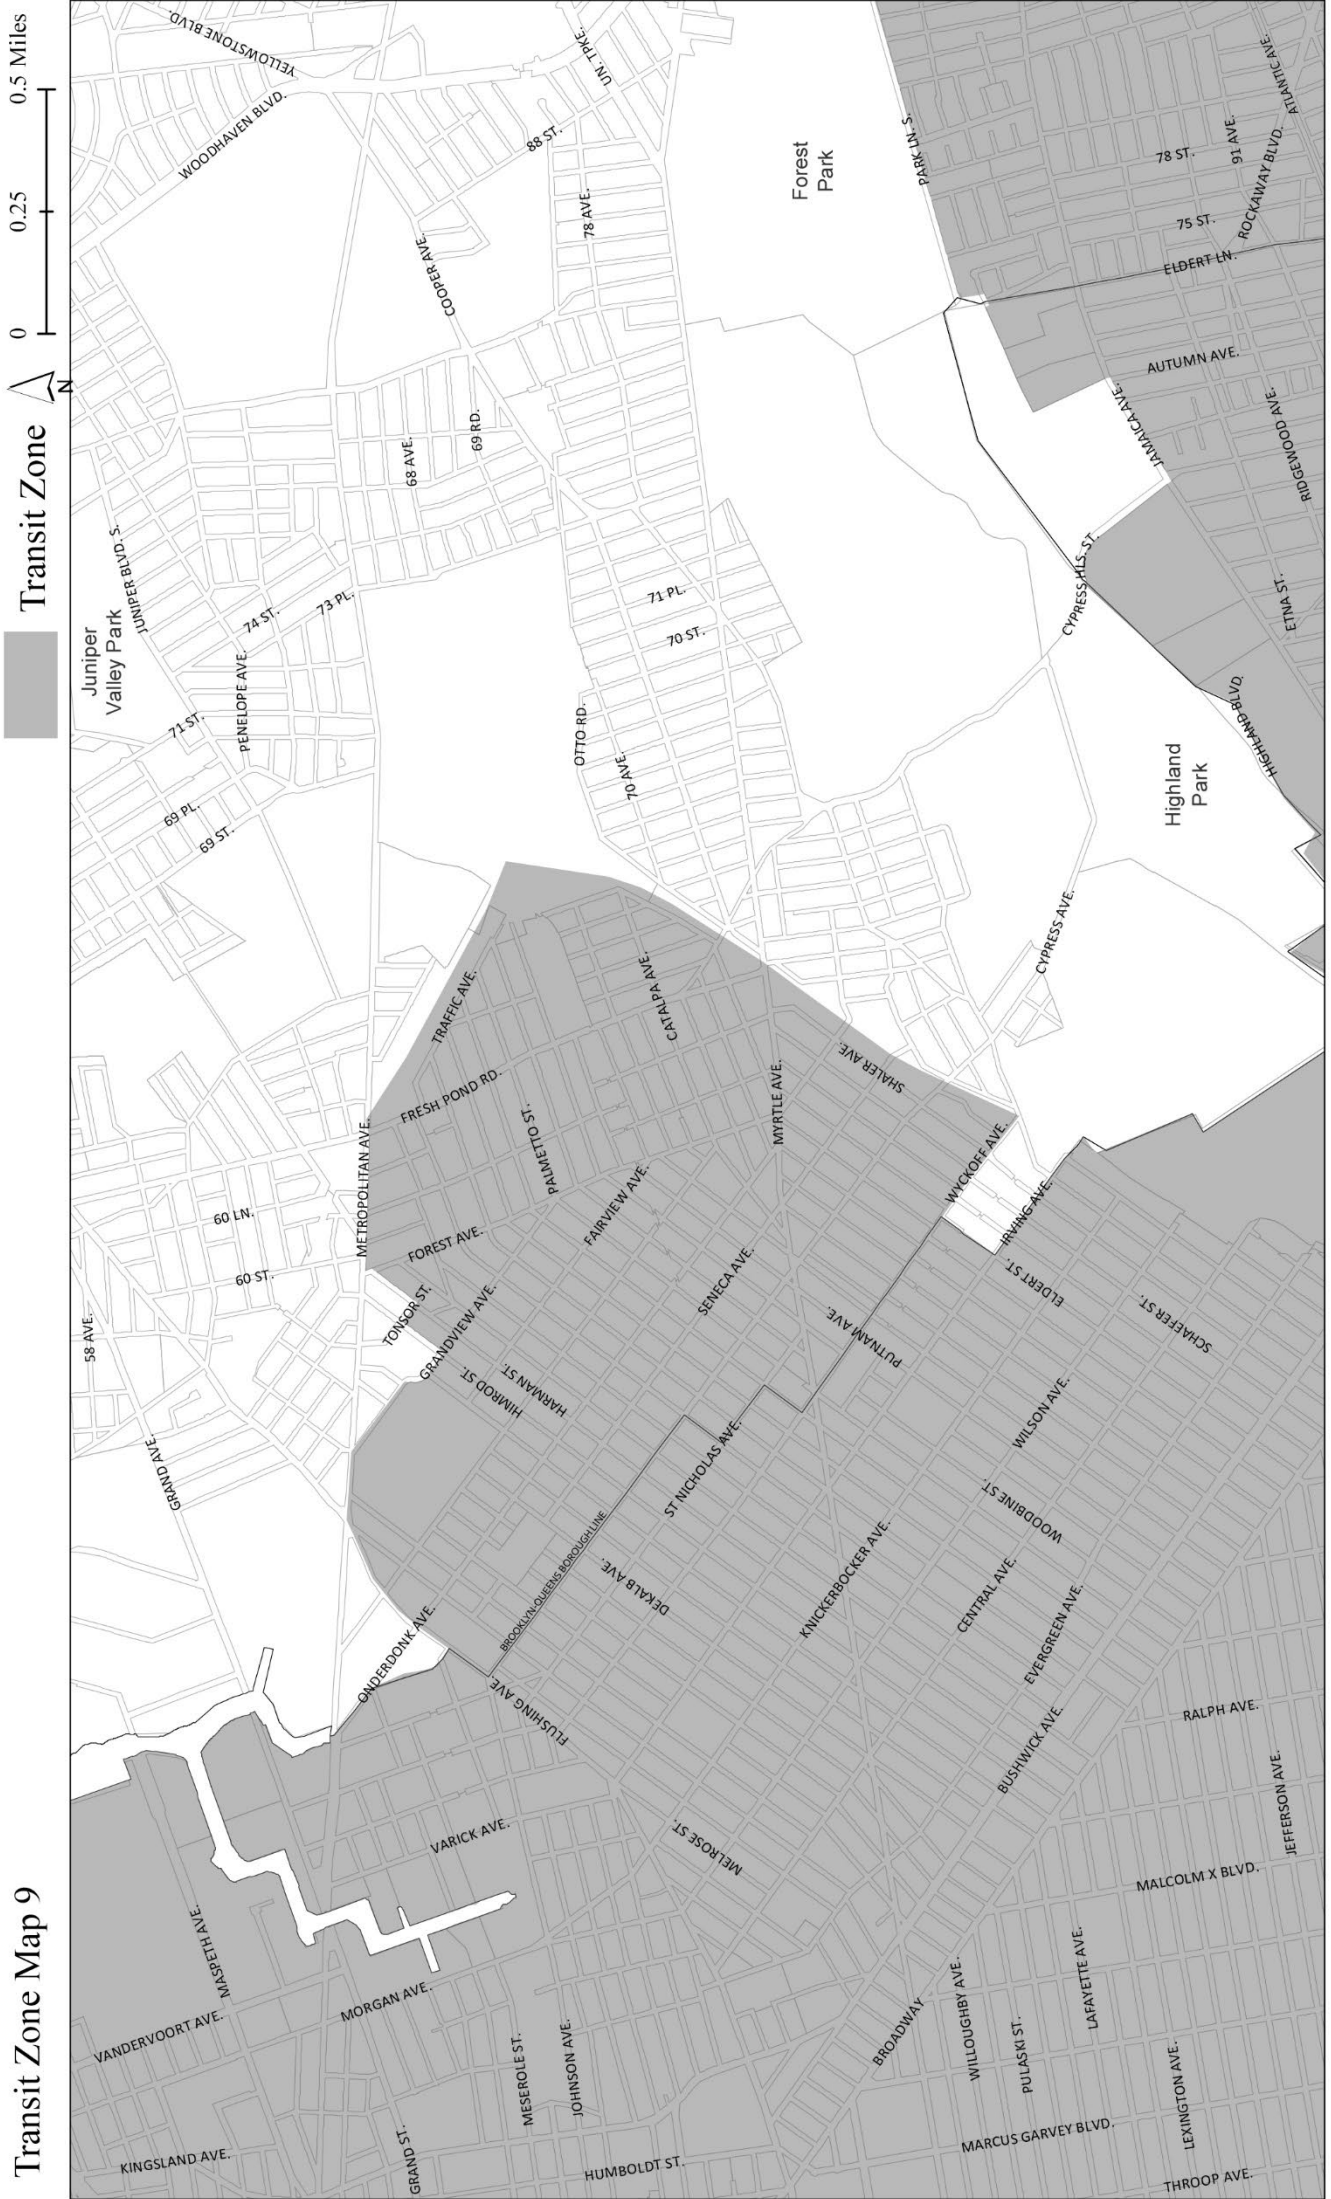 Transit Zone Map 9
Transit Zone
N
0
0.25
0.5 Miles
YELLOWSTONE BLVD.
WOODHAVEN BLVD.
UN. TPKE.
88 ST.
78 AVE.
COOPER AVE.
Forest
Park
PARK LN. S.
78 ST.
91 AVE.
ATLANTIC AVE.
75 ST.
ROCKAWAY BLVD.
ELDERT LN.
AUTUMN AVE.
JAMAICA AVE.
RIDGEWOOD AVE.
68 AVE.
69 RD.
JUNIPER BLVD. S.
Juniper
Valley Park
74 ST.
73 PL.
71 PL.
70 ST.
CYPRESS HLS. ST.
ETNA ST.
HIGHLAND BLVD.
PENELOPE AVE.
71 ST.
69 PL.
69 ST.
OTTO RD.
70 AVE.
Highland
Park
CYPRESS AVE.
TRAFFIC AVE.
CATALPA AVE.
FRESH POND RD.
SHALER AVE.
MYRTLE AVE.
PALMETTO ST.
METROPOLITAN AVE.
FAIRVIEW AVE.
WYCKOFF AVE.
IRVING AVE.
60 LN.
60 ST.
FOREST AVE.
SENECA AVE.
ELDERT ST.
SCHAEFER ST.
58 AVE.
TONSOR ST.
GRANDVIEW AVE.
PUTNAM AVE.
HIMROD ST.
HARMAN ST.
WILSON AVE.
GRAND AVE.
ST NICHOLAS AVE.
WOODBINE ST.
BROOKLYN-QUEENS BOROUGH LINE
DEKALB AVE.
KNICKERBOCKER AVE.
CENTRAL AVE.
EVERGREEN AVE.
ONDERDONK AVE.
FLUSHING AVE.
BUSHWICK AVE.
RALPH AVE.
VARICK AVE.
MELROSE ST.
JEFFERSON AVE.
MALCOLM X BLVD.
MASPETH AVE.
MORGAN AVE.
VANDERVOORT AVE.
BROADWAY
WILLOUGHBY AVE.
LAFAYETTE AVE.
PULASKI ST.
MESEROLE ST.
JOHNSON AVE.
LEXINGTON AVE.
MARCUS GARVEY BLVD.
KINGSLAND AVE.
GRAND ST.
HUMBOLDT ST.
THROOP AVE.